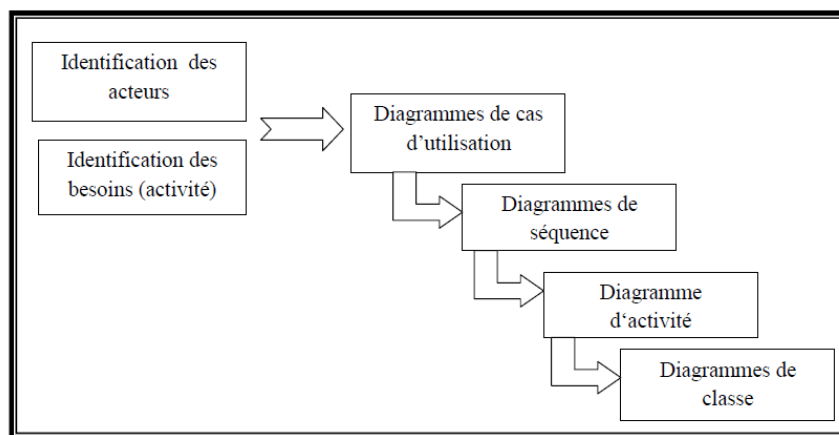 Identification des
acteurs
Identification des
besoins (activité)
Diagrammes de cas
d’utilisation
Diagrammes de
séquence
Diagramme
d‘activité
Diagrammes de
classe